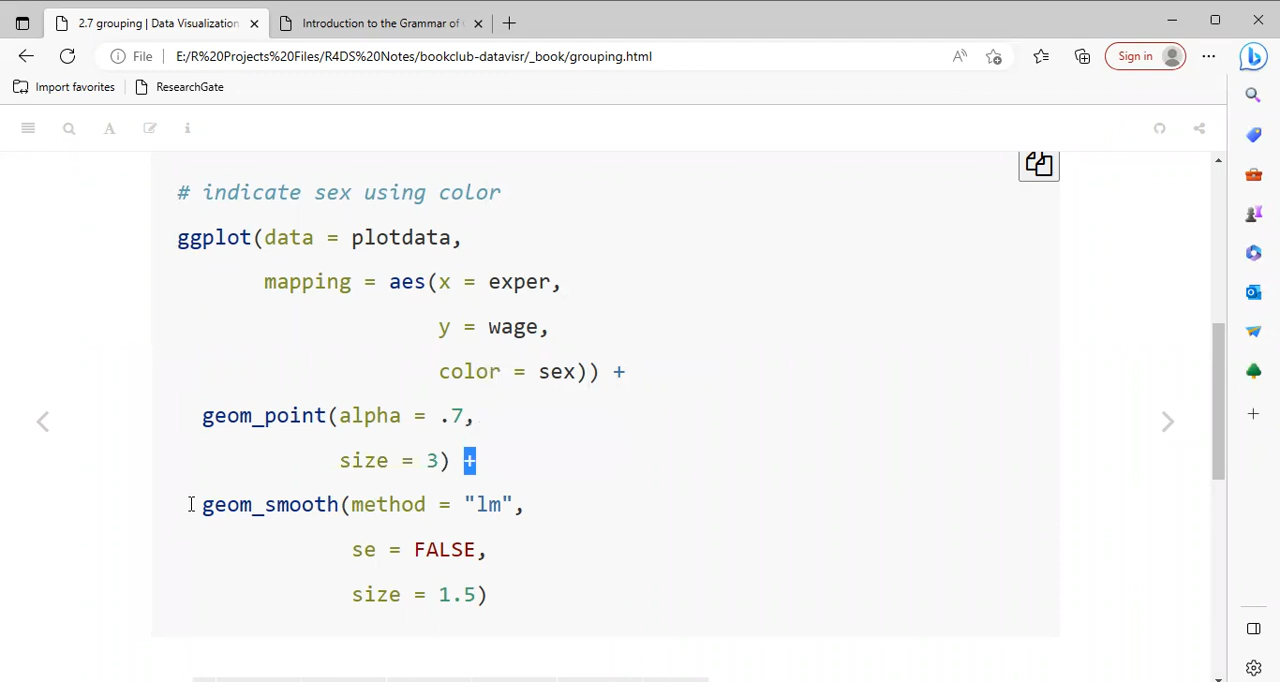 2.7 grouping | Data Visualization
Introduction to the Grammar of
File
E:/R%20Projects%20Files/R4DS%20Notes/bookclub-datavisr/_book/grouping.html
Sign in
Import favorites
ResearchGate
# indicate sex using color
ggplot(data = plotdata,
mapping = aes(x = exper,
y = wage,
color = sex)) +
geom_point(alpha = .7,
size = 3) +
geom_smooth(method = "lm",
se = FALSE,
size = 1.5)